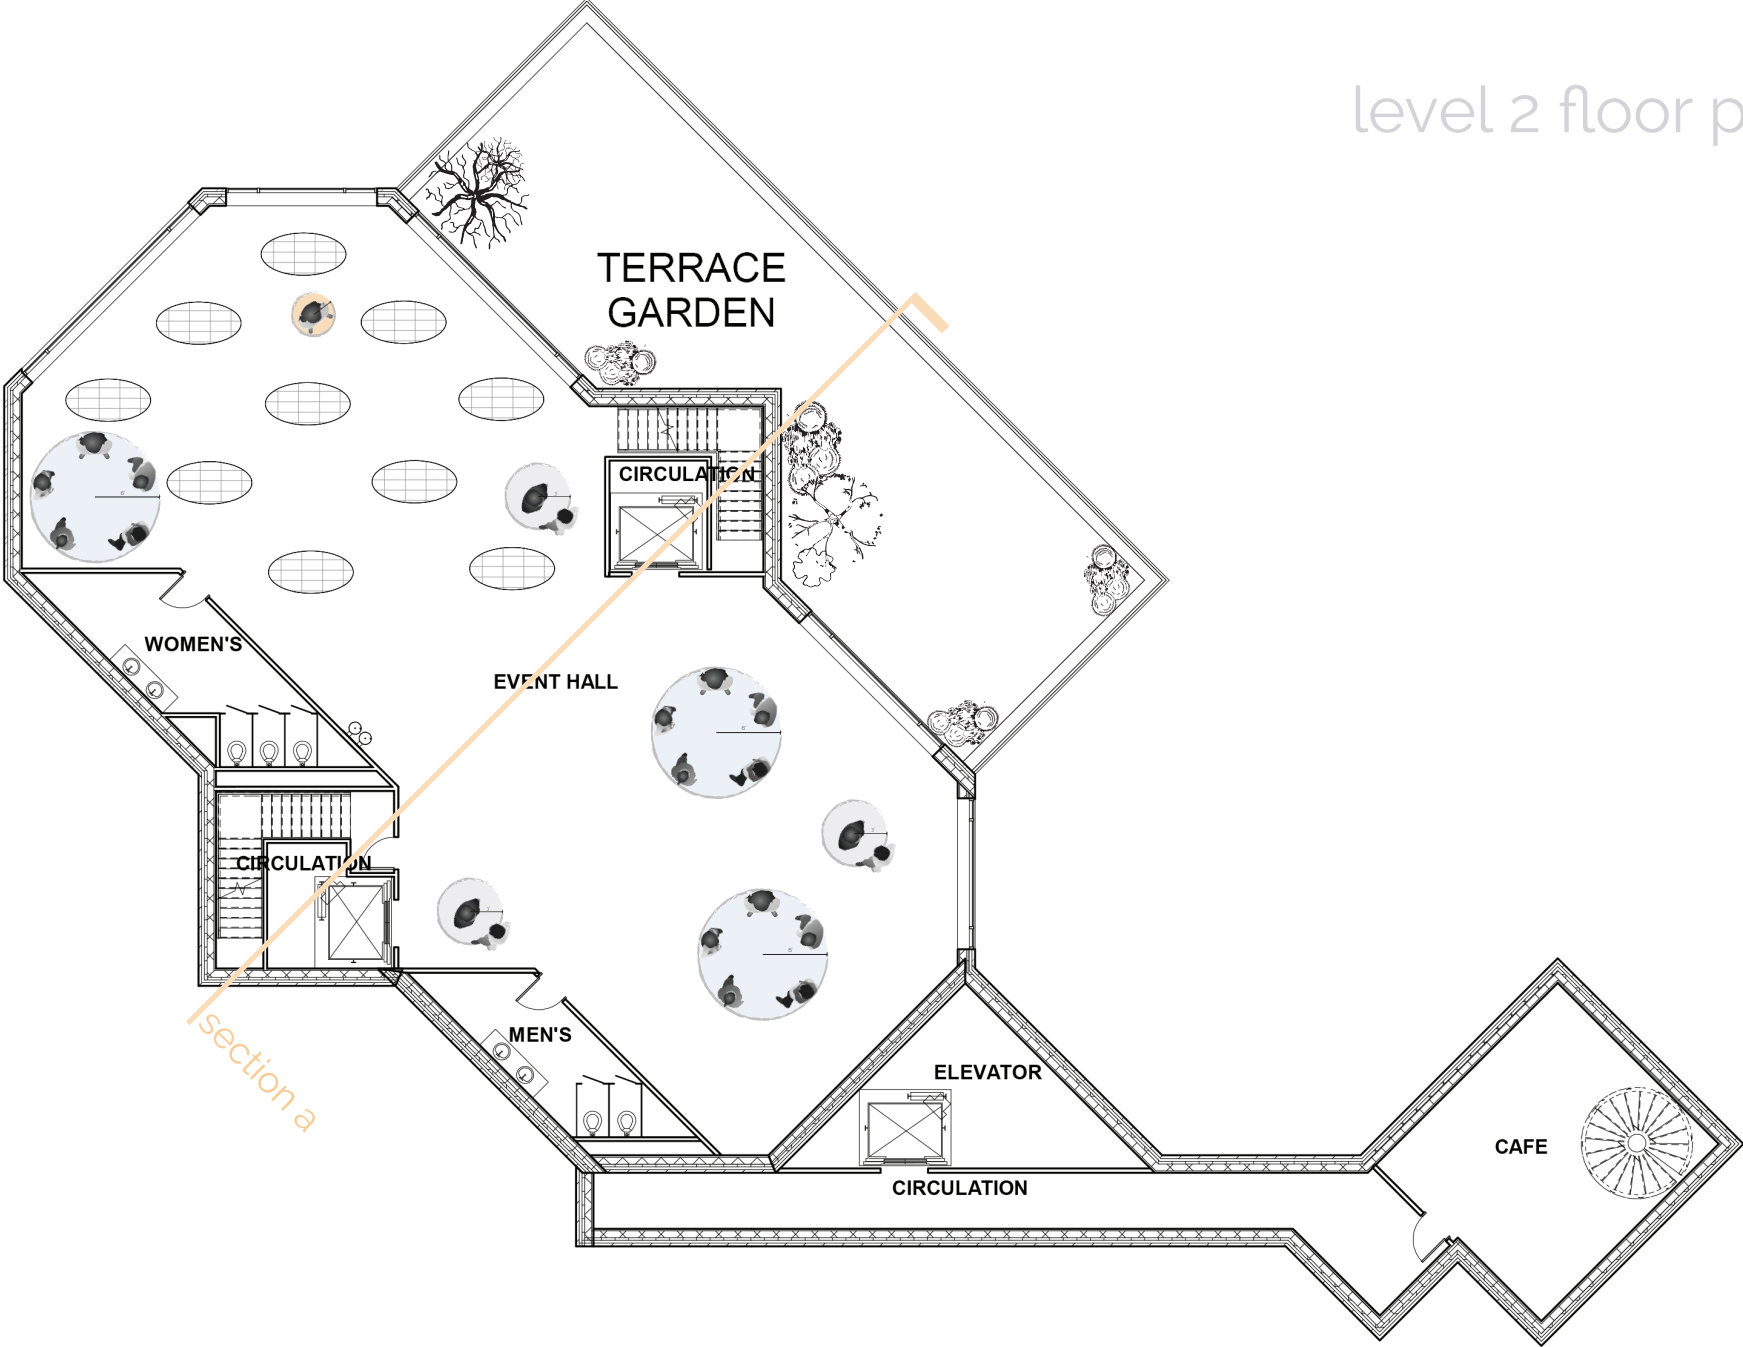 level 2 floor p
TERRACE
GARDEN
CIRCULATION
WOMEN'S
EVENT HALL
CIRCULATION
section a
MEN'S
ELEVATOR
CAFE
CIRCULATION